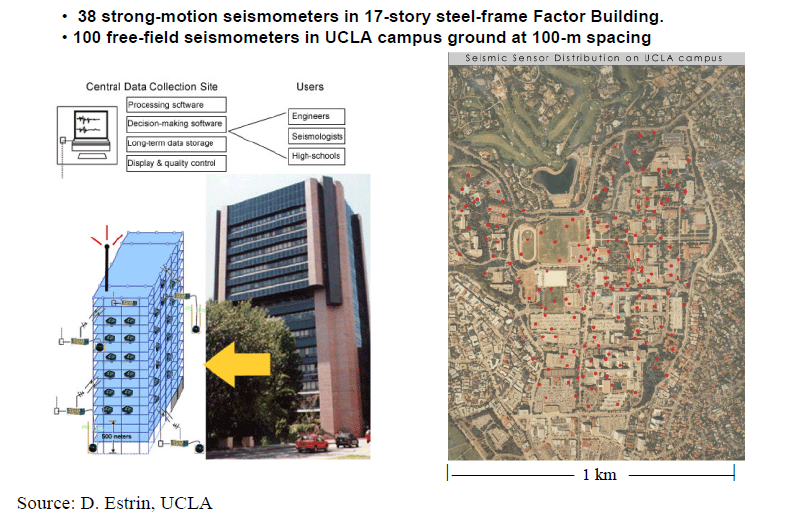 • 38 strong-motion seismometers in 17-story steel-frame Factor Building.
• 100 free-field seismometers in UCLA campus ground at 100-m spacing
Seismic Sensor Distribution on UCLA campus
Central Data Collection Site
Users
Processing software
Decision-making software
Long-term data storage
Display & quality control
Engineers
Seismologists
High-schools
500 meters
1 km
Source: D. Estrin, UCLA